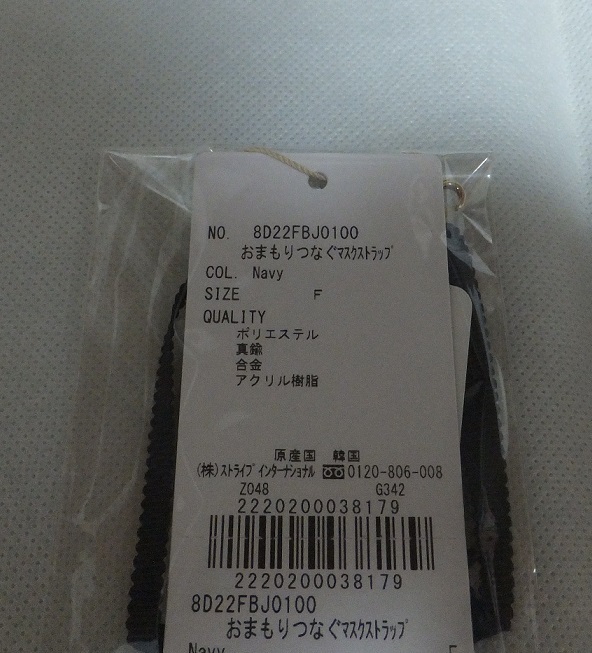 NO. 8D22FBJ0100
おまもりつなぐﾏｽｸｽﾄﾗｯﾌﾟ
COL. Navy
SIZE F
QUALITY
ポリエステル
真鍮
合金
アクリル樹脂
原産国 韓国
(株)ｽﾄﾗｲﾌﾟｲﾝﾀｰﾅｼｮﾅﾙ 0120-806-008
Z048 G342
2220200038179
2220200038179
8D22FBJ0100
おまもりつなぐﾏｽｸｽﾄﾗｯﾌﾟ
Navy F